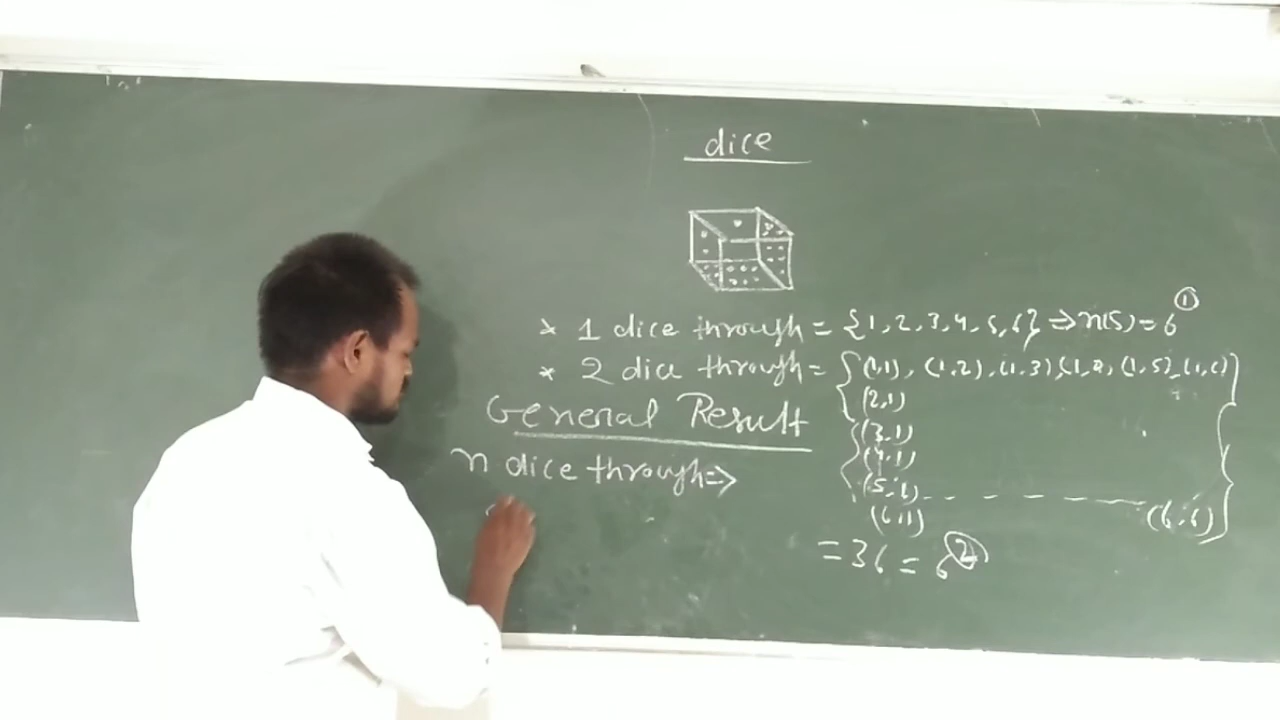 dice
* 1 dice through = {1, 2, 3, 4, 5, 6} ⇒ n(S) = 6^①
* 2 dice through = {(1,1), (1,2), (1,3), (1,4), (1,5), (1,6)
(2,1)
General Result
(3,1)
(4,1)
n dice through ⇒
(5,1) - - - - - - - (6,6)}
(6,1)
= 36 = 6^②